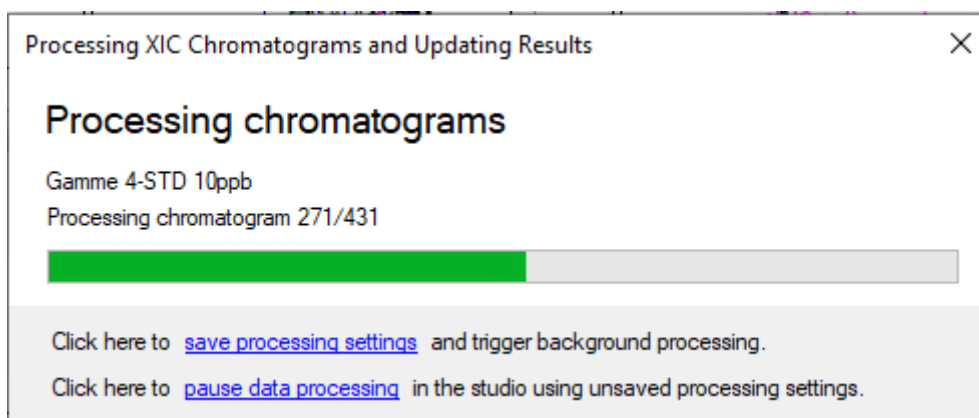 Processing XIC Chromatograms and Updating Results
Processing chromatograms
Gamme 4-STD 10ppb
Processing chromatogram 271/431
Click here to save processing settings and trigger background processing.
Click here to pause data processing in the studio using unsaved processing settings.